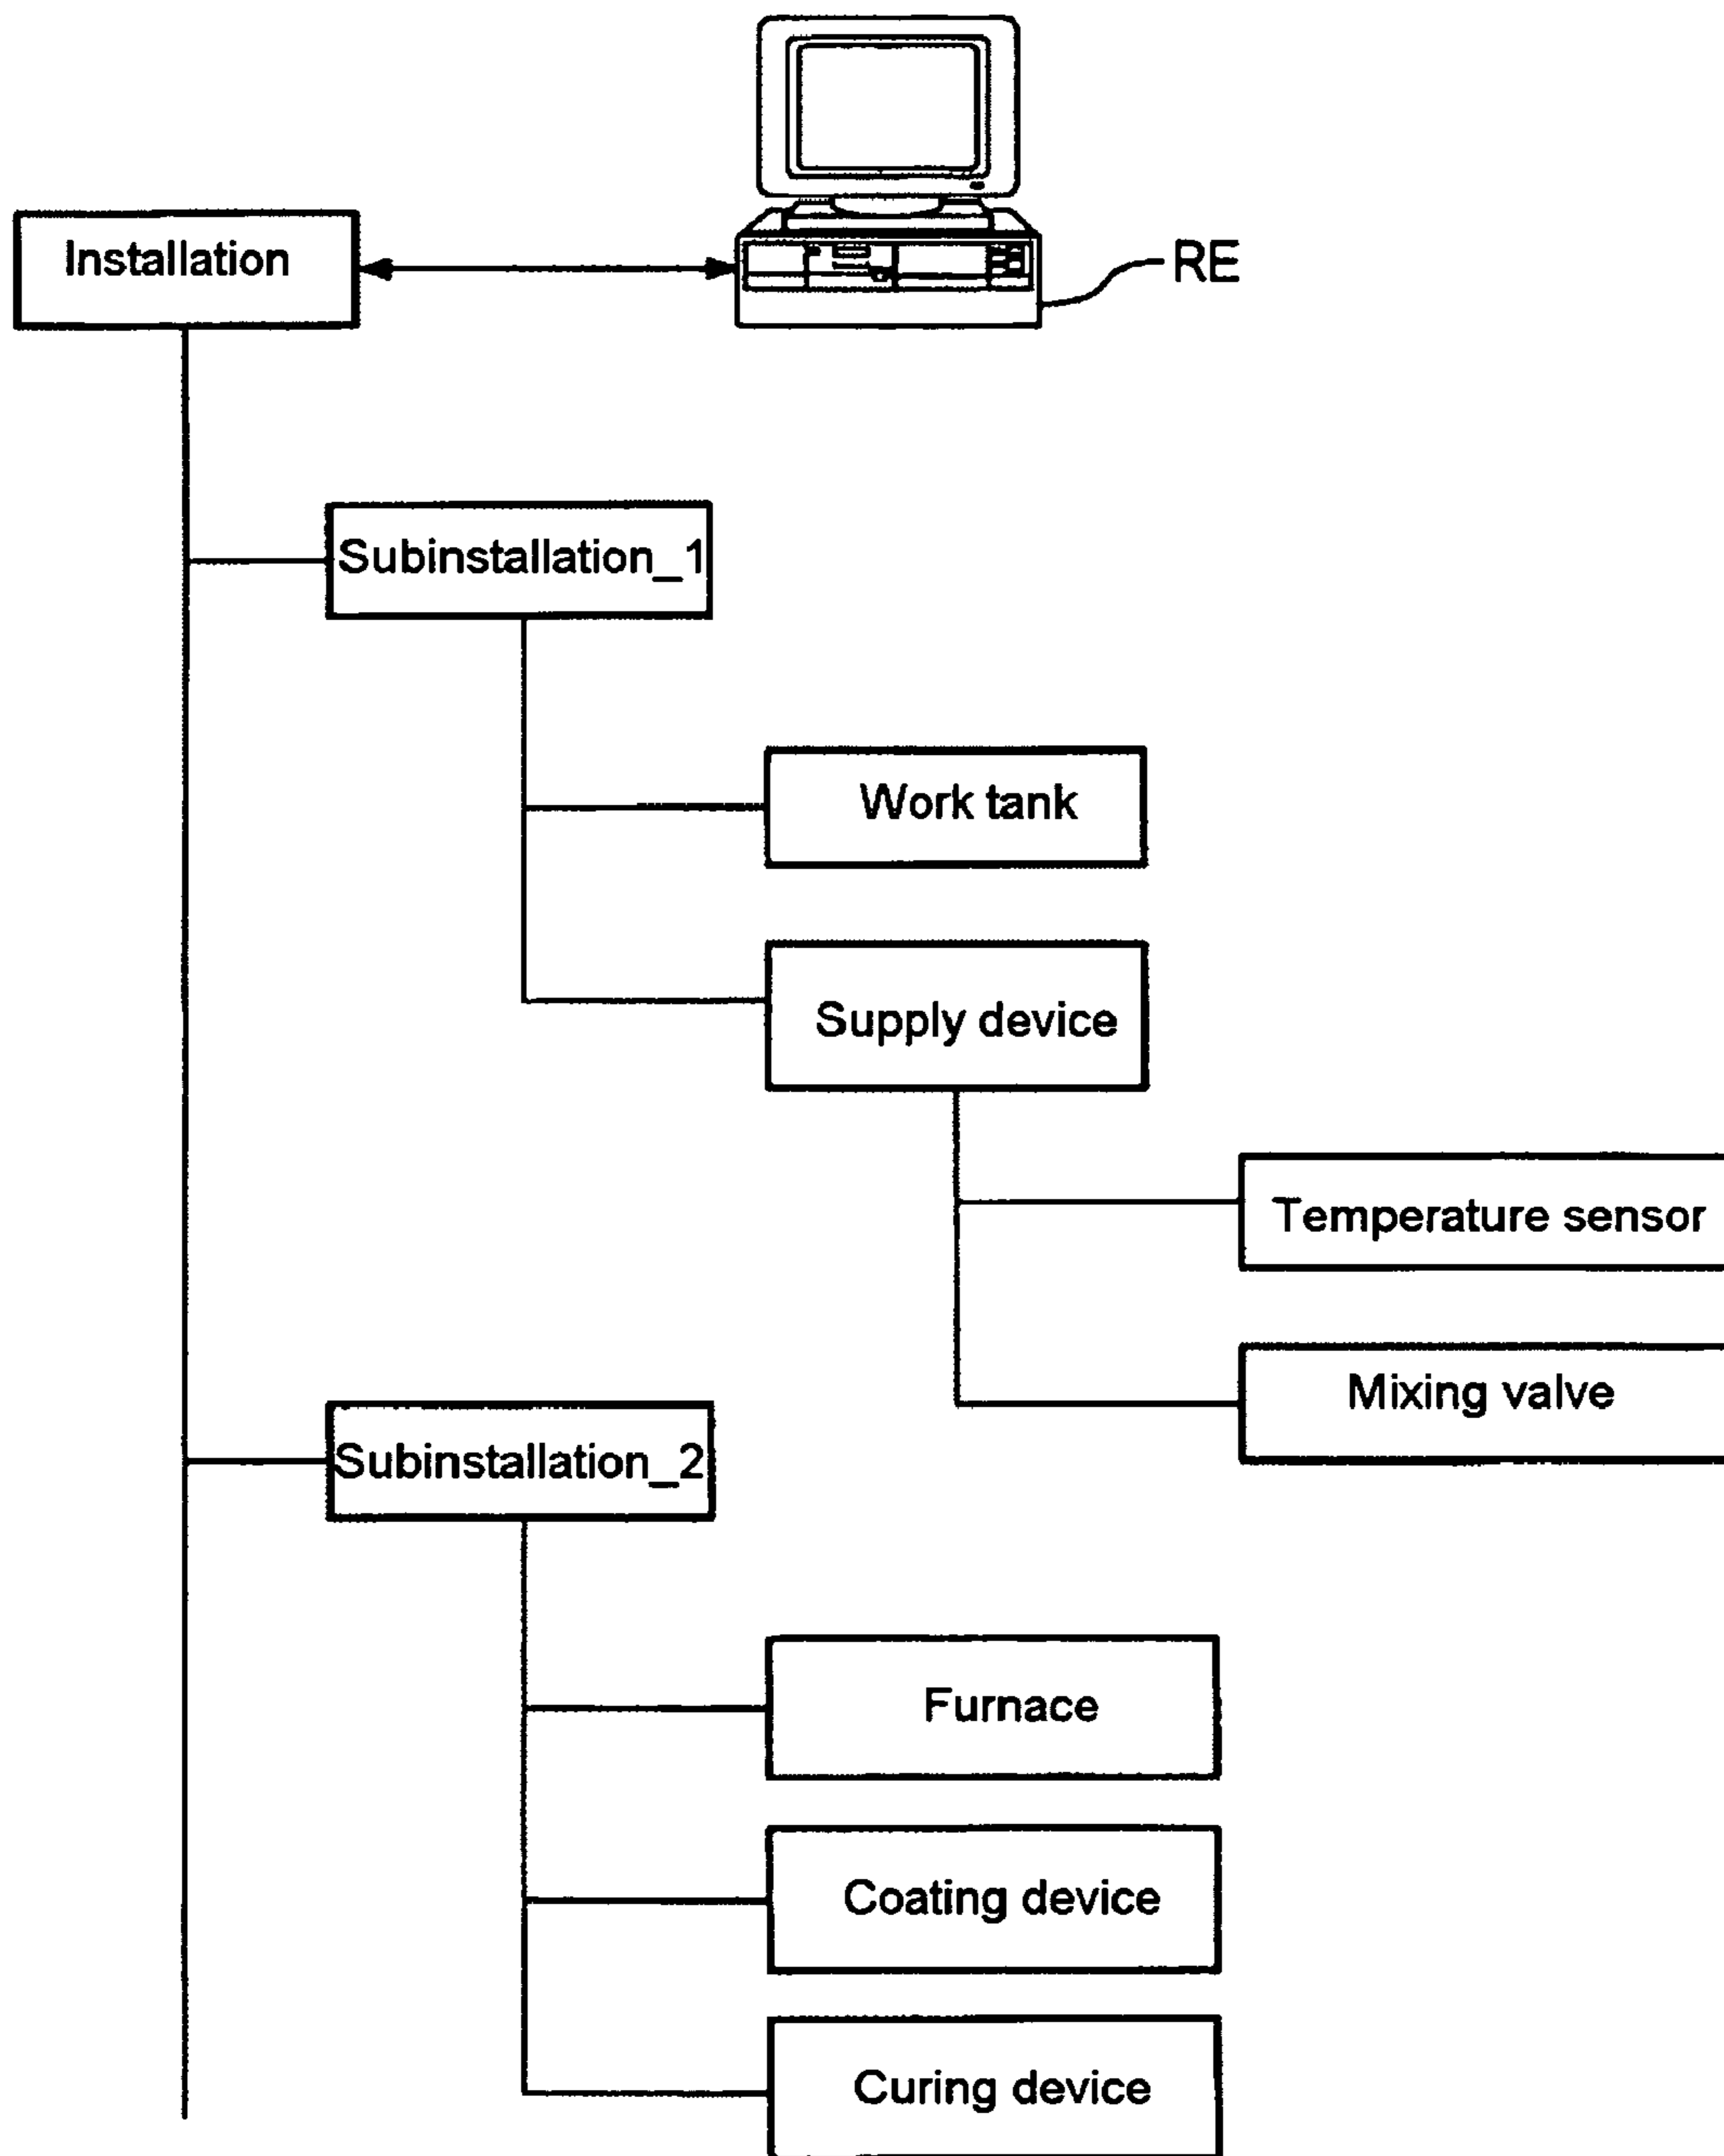 Installation
RE
Subinstallation_1
Work tank
Supply device
Temperature sensor
Mixing valve
Subinstallation_2
Furnace
Coating device
Curing device